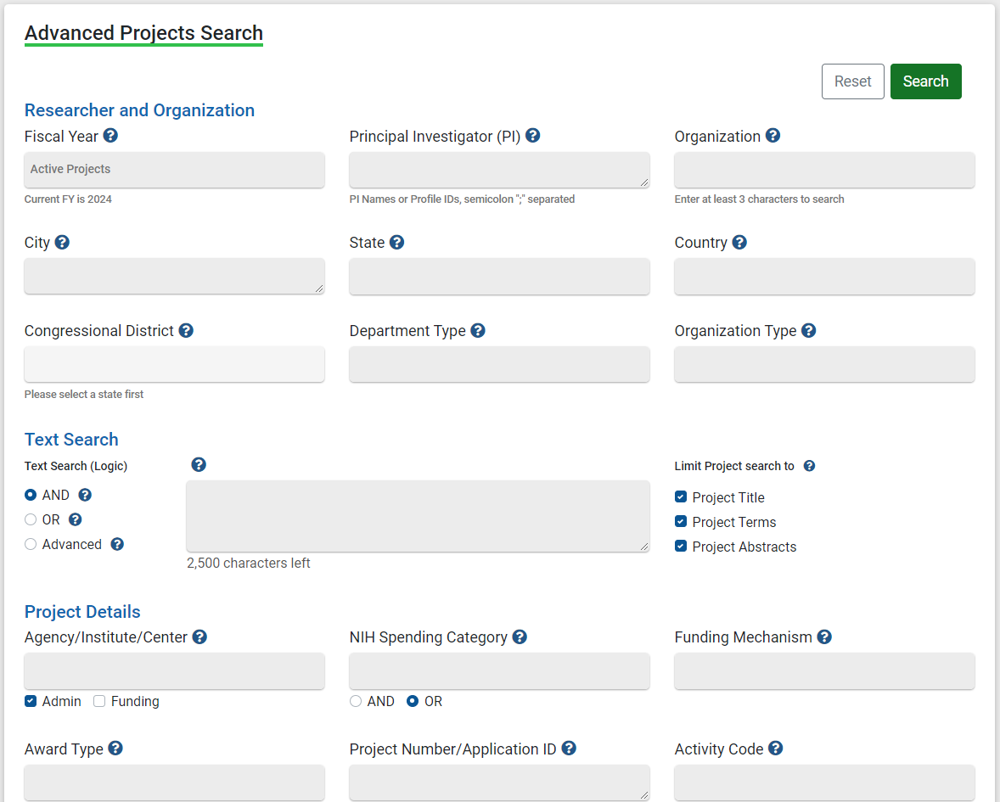 Advanced Projects Search
Reset Search
Researcher and Organization
Fiscal Year ? Principal Investigator (PI) ? Organization ?
Active Projects
Current FY is 2024 PI Names or Profile IDs, semicolon ";" separated Enter at least 3 characters to search
City ? State ? Country ?
Congressional District ? Department Type ? Organization Type ?
Please select a state first
Text Search
Text Search (Logic) ? Limit Project search to ?
AND ? Project Title
OR ? Project Terms
Advanced ? Project Abstracts
2,500 characters left
Project Details
Agency/Institute/Center ? NIH Spending Category ? Funding Mechanism ?
Admin Funding AND OR
Award Type ? Project Number/Application ID ? Activity Code ?